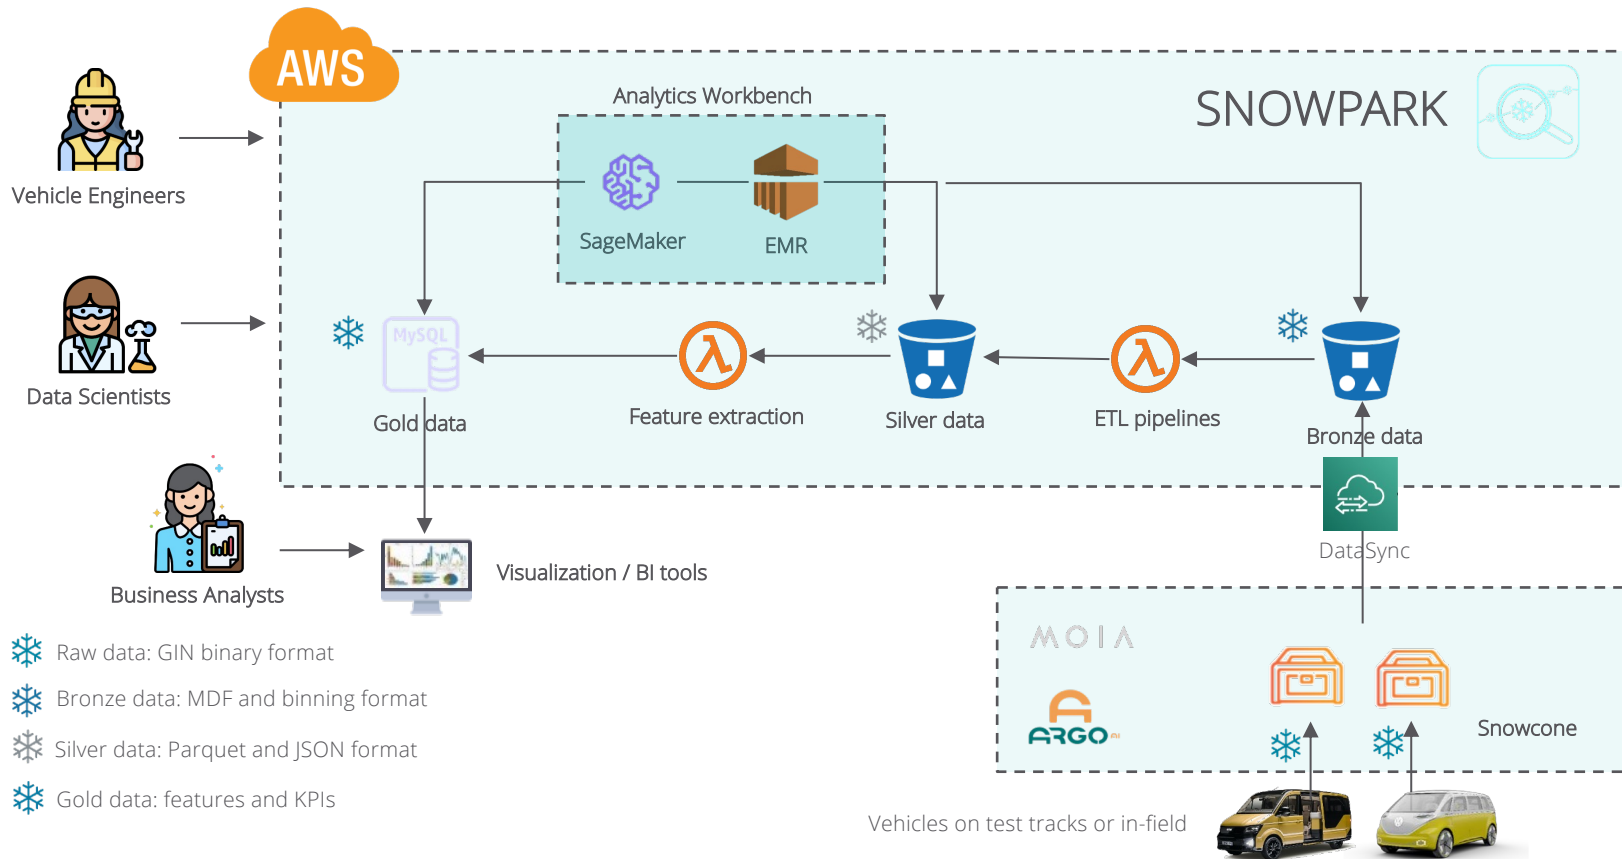 AWS
SNOWPARK
Analytics Workbench
SageMaker
EMR
Vehicle Engineers
Data Scientists
MySQL
Gold data
Feature extraction
Silver data
ETL pipelines
Bronze data
DataSync
Business Analysts
Visualization / BI tools
Raw data: GIN binary format
Bronze data: MDF and binning format
Silver data: Parquet and JSON format
Gold data: features and KPIs
MOIA
ARGO
Snowcone
Vehicles on test tracks or in-field